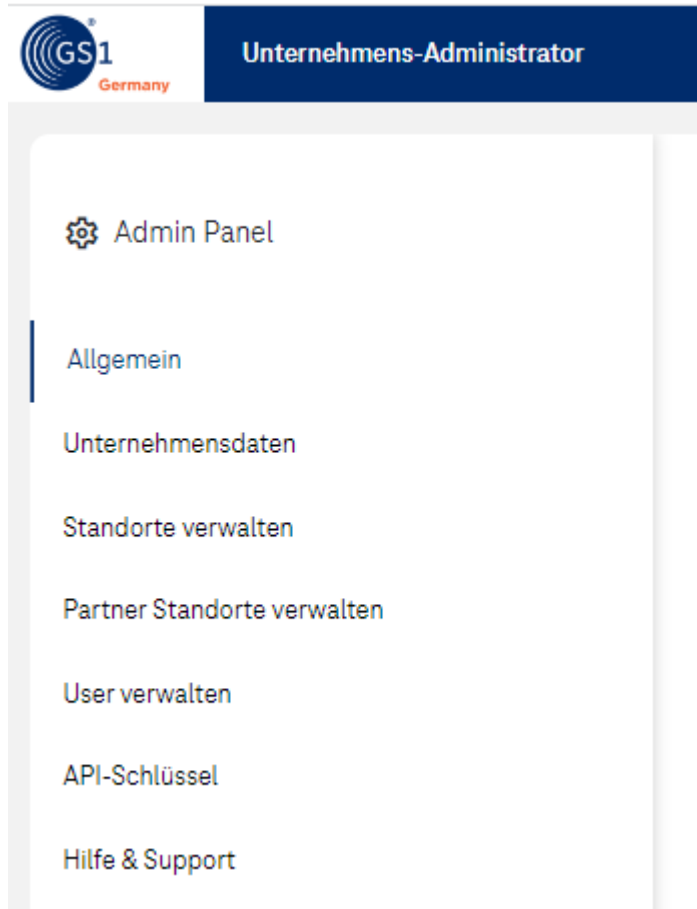 GS1
Germany
Unternehmens-Administrator
Admin Panel
Allgemein
Unternehmensdaten
Standorte verwalten
Partner Standorte verwalten
User verwalten
API-Schlüssel
Hilfe & Support